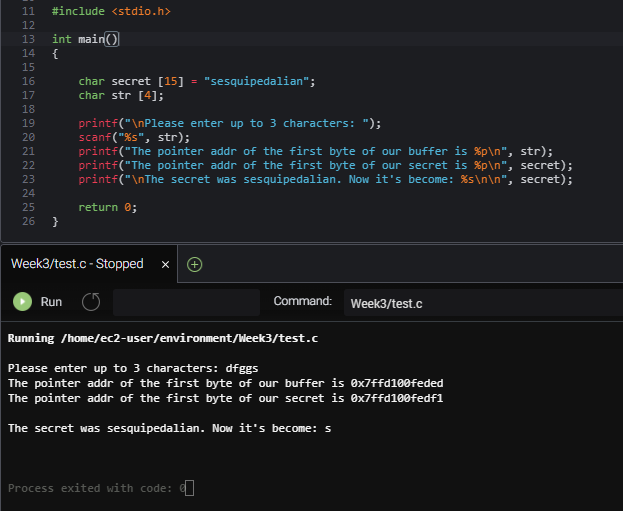 11 #include <stdio.h>
12
13 int main()
14 {
15
16 char secret [15] = "sesquipedalian";
17 char str [4];
18
19 printf("\nPlease enter up to 3 characters: ");
20 scanf("%s", str);
21 printf("The pointer addr of the first byte of our buffer is %p\n", str);
22 printf("The pointer addr of the first byte of our secret is %p\n", secret);
23 printf("\nThe secret was sesquipedalian. Now it's become: %s\n\n", secret);
24
25 return 0;
26 }
Week3/test.c - Stopped ×
Run Command: Week3/test.c
Running /home/ec2-user/environment/Week3/test.c
Please enter up to 3 characters: dfggs
The pointer addr of the first byte of our buffer is 0x7ffd100feded
The pointer addr of the first byte of our secret is 0x7ffd100fedf1
The secret was sesquipedalian. Now it's become: s
Process exited with code: 0